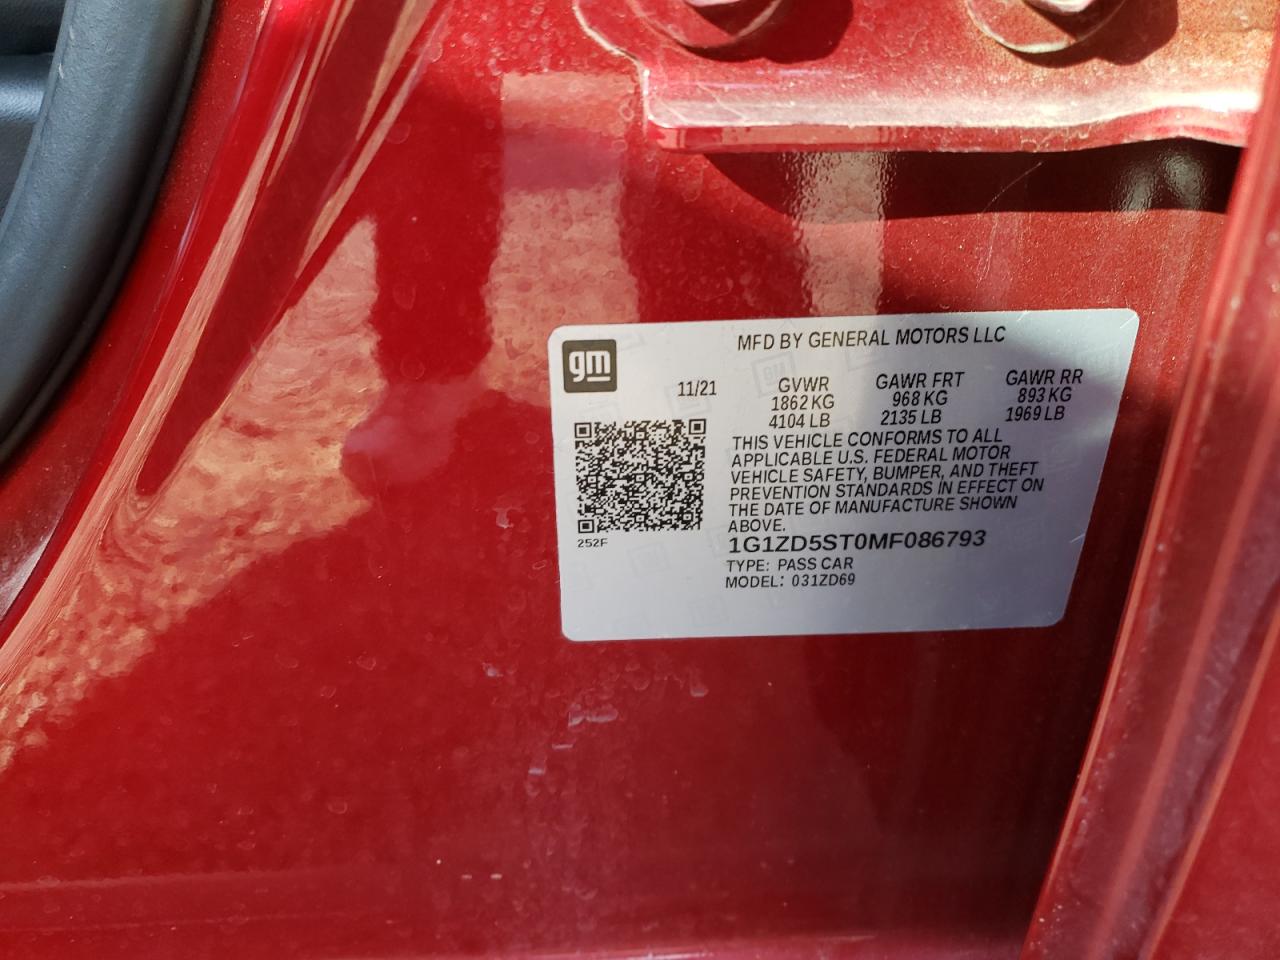 gm
MFD BY GENERAL MOTORS LLC
11/21 GVWR GAWR FRT GAWR RR
1862 KG 968 KG 893 KG
4104 LB 2135 LB 1969 LB
THIS VEHICLE CONFORMS TO ALL
APPLICABLE U.S. FEDERAL MOTOR
VEHICLE SAFETY, BUMPER, AND THEFT
PREVENTION STANDARDS IN EFFECT ON
THE DATE OF MANUFACTURE SHOWN
ABOVE.
252F
1G1ZD5ST0MF086793
TYPE: PASS CAR
MODEL: 031ZD69